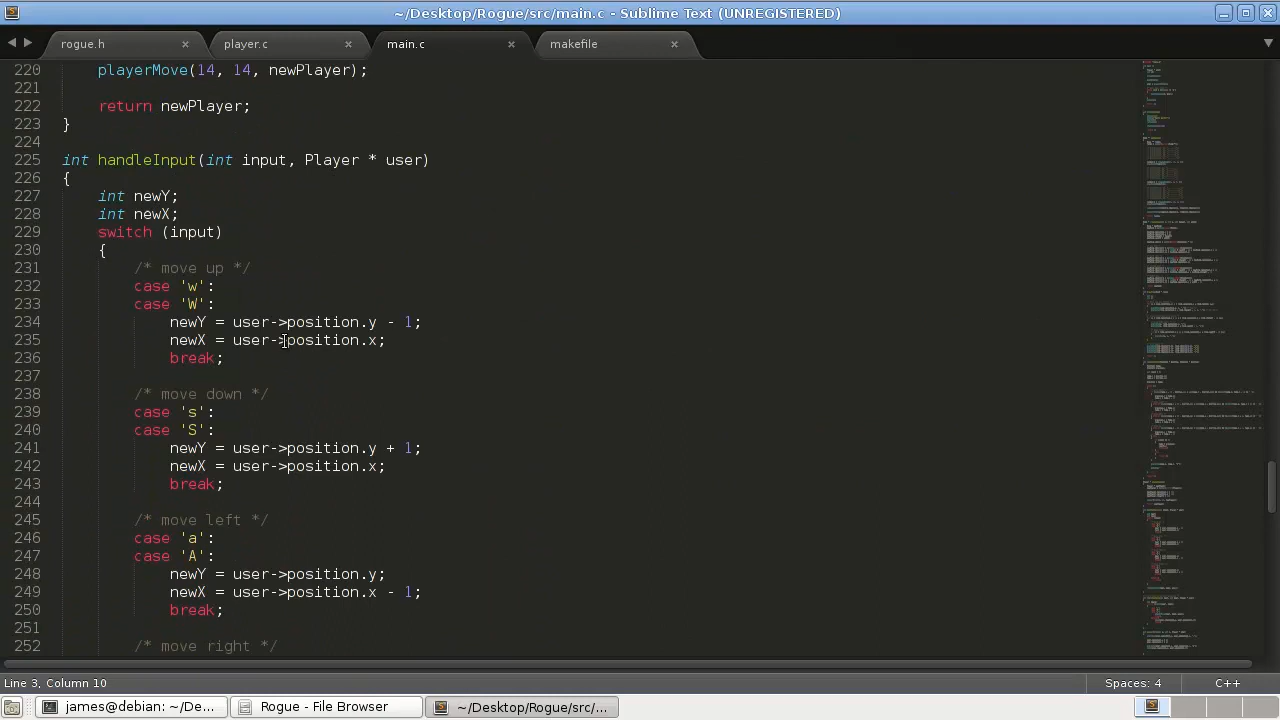 ~/Desktop/Rogue/src/main.c - Sublime Text (UNREGISTERED)
rogue.h
player.c
main.c
makefile
220 playerMove(14, 14, newPlayer);
221
222 return newPlayer;
223 }
224
225 int handleInput(int input, Player * user)
226 {
227 int newY;
228 int newX;
229 switch (input)
230 {
231 /* move up */
232 case 'w':
233 case 'W':
234 newY = user->position.y - 1;
235 newX = user->position.x;
236 break;
237
238 /* move down */
239 case 's':
240 case 'S':
241 newY = user->position.y + 1;
242 newX = user->position.x;
243 break;
244
245 /* move left */
246 case 'a':
247 case 'A':
248 newY = user->position.y;
249 newX = user->position.x - 1;
250 break;
251
252 /* move right */
Line 3, Column 10
Spaces: 4
C++
james@debian: ~/De...
Rogue - File Browser
~/Desktop/Rogue/src/...